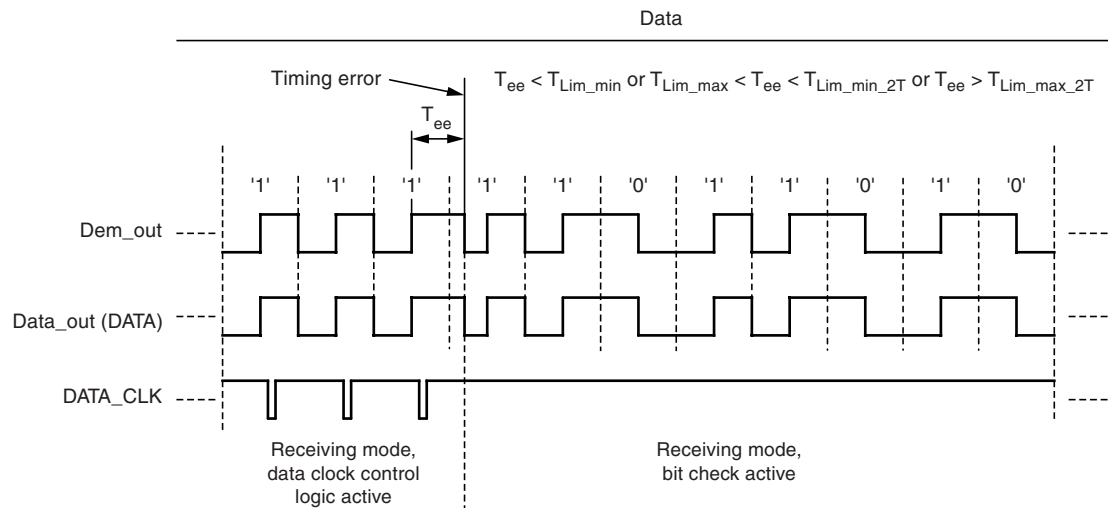 Data
Timing error
T_ee < T_Lim_min or T_Lim_max < T_ee < T_Lim_min_2T or T_ee > T_Lim_max_2T
T_ee
'1' '1' '1' '1' '1' '0' '1' '1' '0' '1' '0'
Dem_out
Data_out (DATA)
DATA_CLK
Receiving mode,
data clock control
logic active
Receiving mode,
bit check active